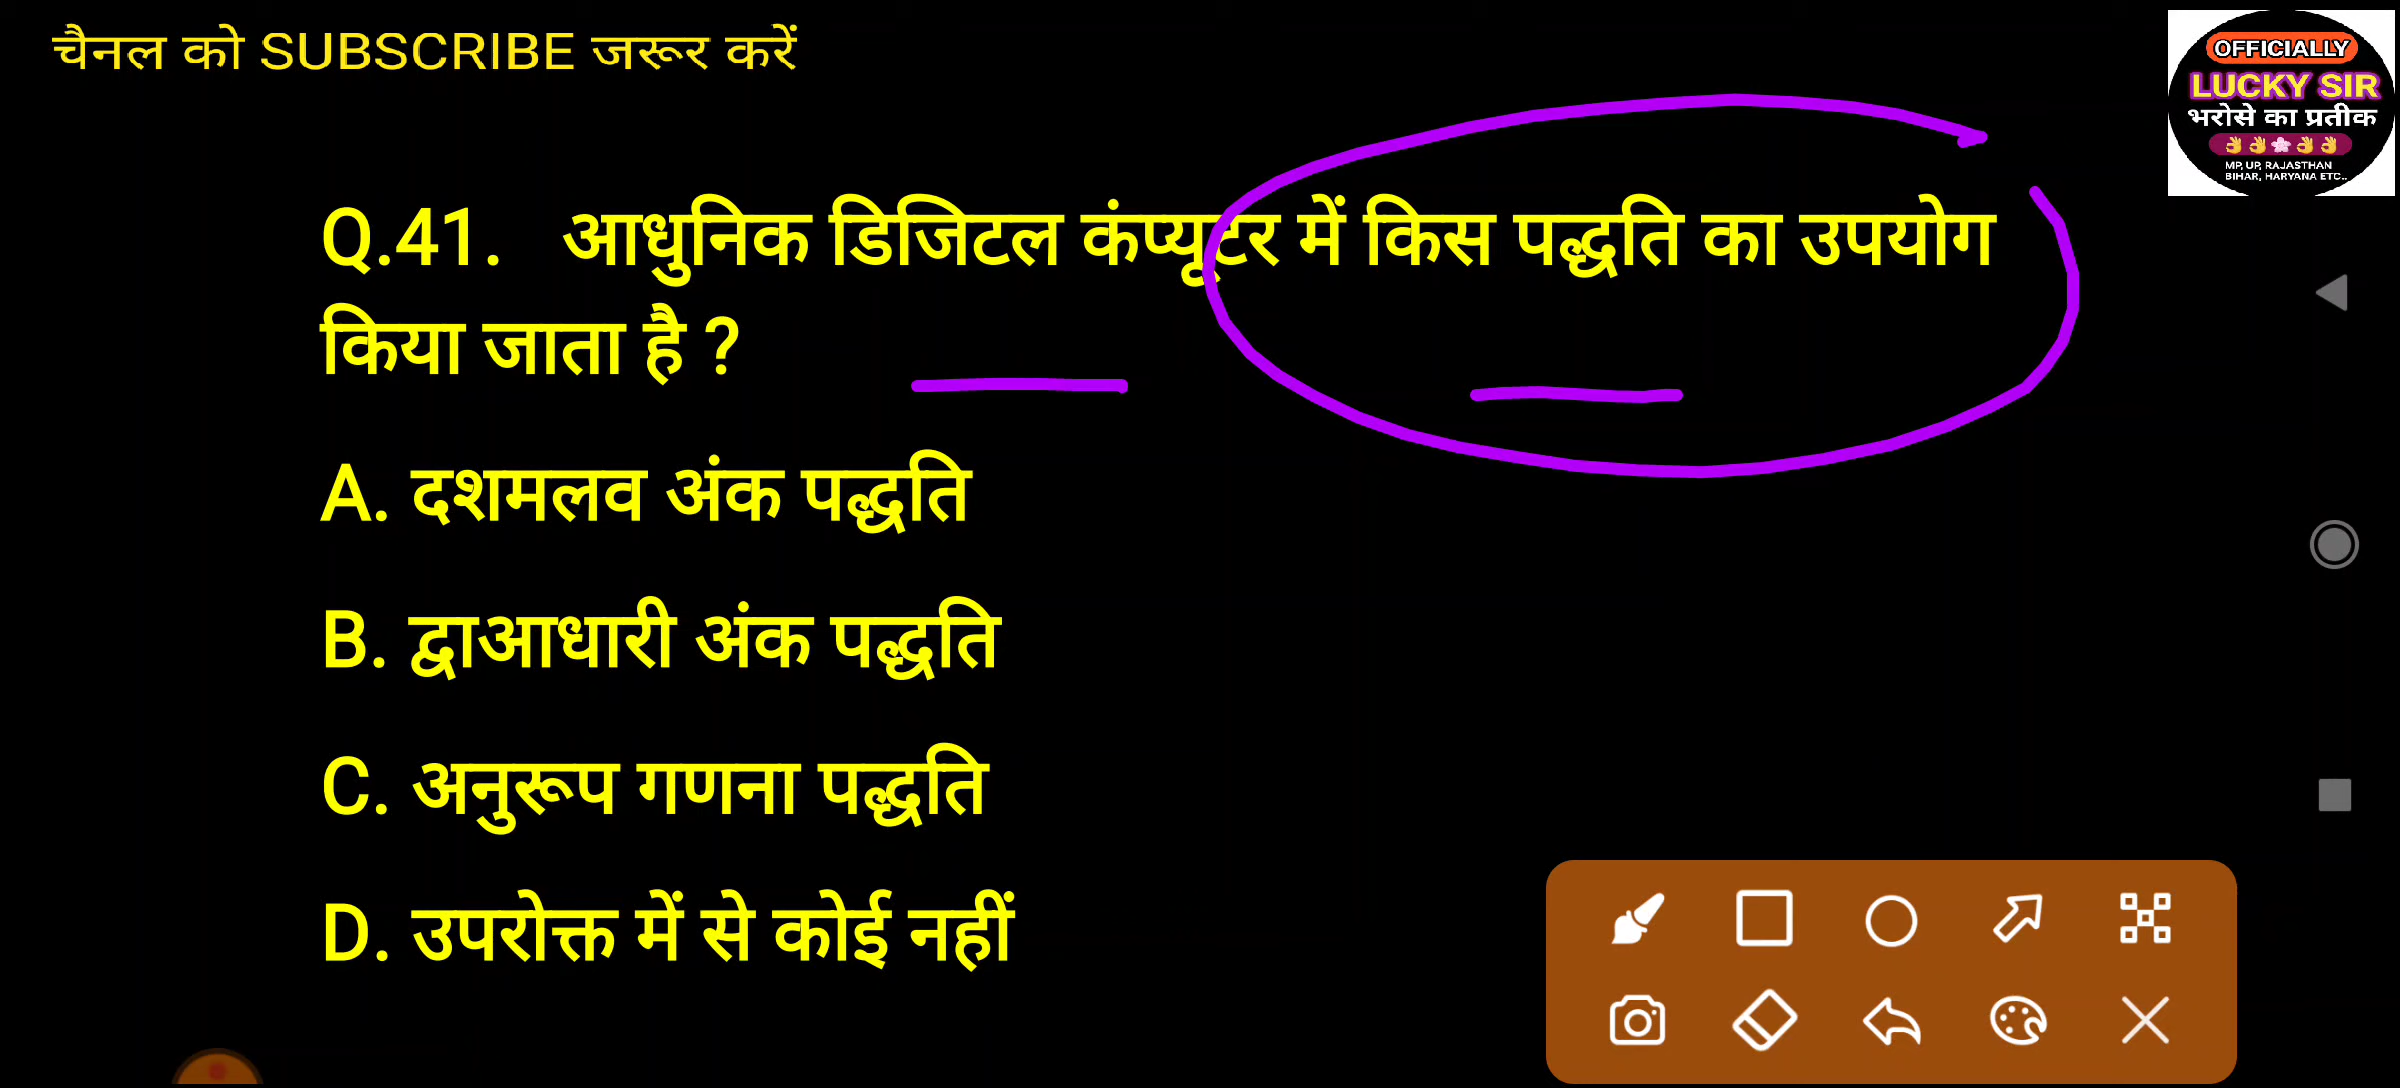 चैनल को SUBSCRIBE जरूर करें
OFFICIALLY
LUCKY SIR
भरोसे का प्रतीक
MP, UP, RAJASTHAN
BIHAR, HARYANA ETC..
Q.41. आधुनिक डिजिटल कंप्यूटर में किस पद्धति का उपयोग
किया जाता है ?
A. दशमलव अंक पद्धति
B. द्वाआधारी अंक पद्धति
C. अनुरूप गणना पद्धति
D. उपरोक्त में से कोई नहीं